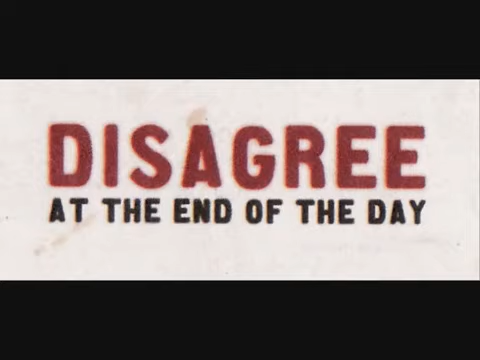 DISAGREE
AT THE END OF THE DAY